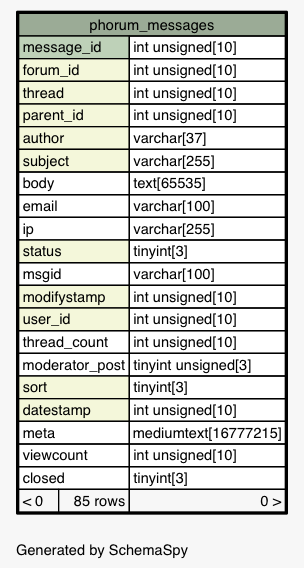 phorum_messages
message_id int unsigned[10]
forum_id int unsigned[10]
thread int unsigned[10]
parent_id int unsigned[10]
author varchar[37]
subject varchar[255]
body text[65535]
email varchar[100]
ip varchar[255]
status tinyint[3]
msgid varchar[100]
modifystamp int unsigned[10]
user_id int unsigned[10]
thread_count int unsigned[10]
moderator_post tinyint unsigned[3]
sort tinyint[3]
datestamp int unsigned[10]
meta mediumtext[16777215]
viewcount int unsigned[10]
closed tinyint[3]
< 0 85 rows 0 >
Generated by SchemaSpy